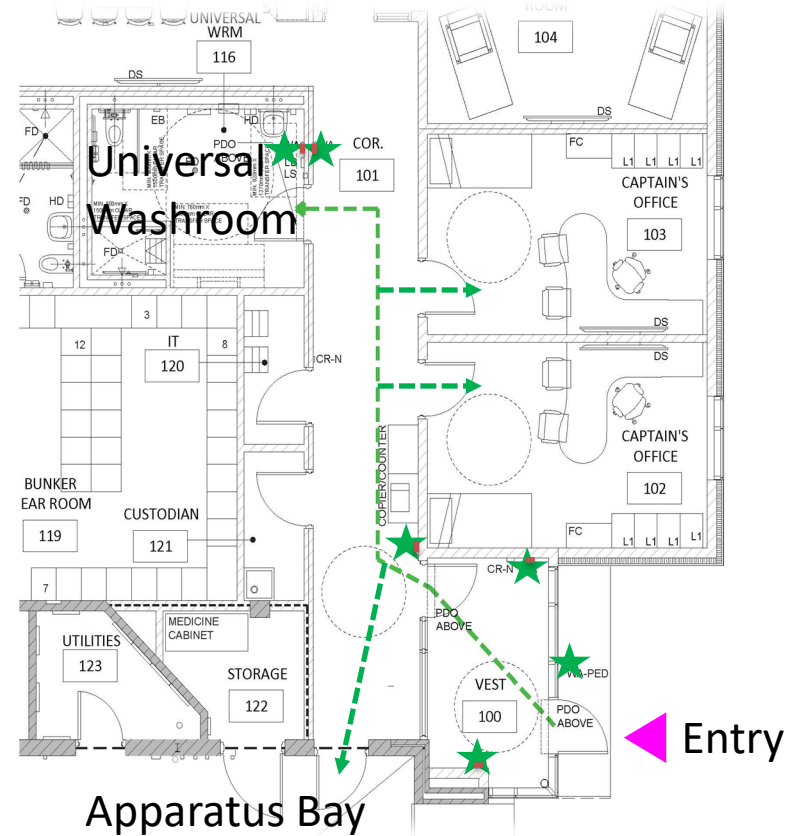 UNIVERSAL
WRM
116
ROOM
104
DS
DS
EB
HD
FD
PDO
ABOVE
COR.
101
FC
L1 L1 L1 L1
CAPTAIN'S
OFFICE
103
LS
Universal
Washroom
FD
HD
FD
DS
DS
3
12
IT
8
120
CR-N
CAPTAIN'S
OFFICE
102
COPIER/COUNTER
BUNKER
EAR ROOM
119
CUSTODIAN
121
FC
L1 L1 L1 L1
CR-N
7
PDO
ABOVE
MEDICINE
CABINET
UTILITIES
123
STORAGE
122
WA-PED
VEST
100
PDO
ABOVE
Entry
Apparatus Bay